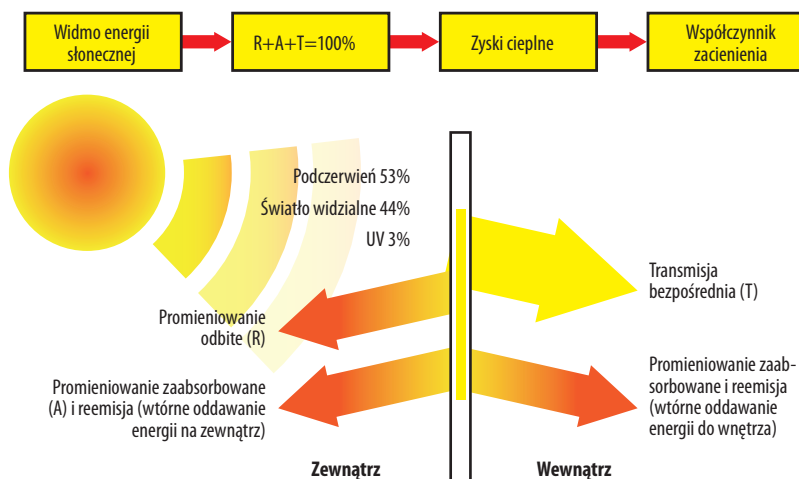 Widmo energii
słonecznej
R+A+T=100%
Zyski cieplne
Współczynnik
zacienienia
Podczerwień 53%
Światło widzialne 44%
UV 3%
Promieniowanie
odbite (R)
Transmisja
bezpośrednia (T)
Promieniowanie zaabsorbowane
(A) i reemisja (wtórne oddawanie
energii na zewnątrz)
Promieniowanie zaab-
sorbowane i reemisja
(wtórne oddawanie
energii do wnętrza)
Zewnątrz
Wewnątrz